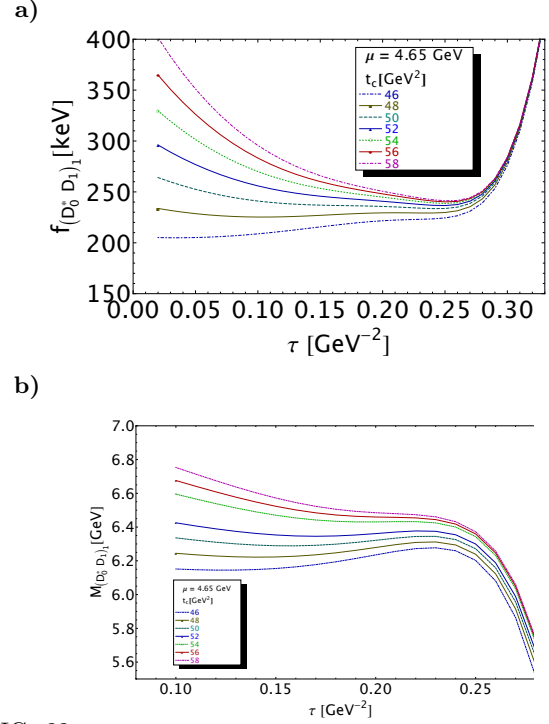 a)
400
350
300
250
200
150
f(D*0 D1)1[keV]
μ = 4.65 GeV
tc[GeV²]
46
48
50
52
54
56
58
0.00 0.05 0.10 0.15 0.20 0.25 0.30
τ [GeV⁻²]
b)
7.0
6.8
6.6
6.4
6.2
6.0
5.8
5.6
M(D*0 D1)1[GeV]
μ = 4.65 GeV
tc[GeV²]
46
48
50
52
54
56
58
0.10 0.15 0.20 0.25
τ [GeV⁻²]